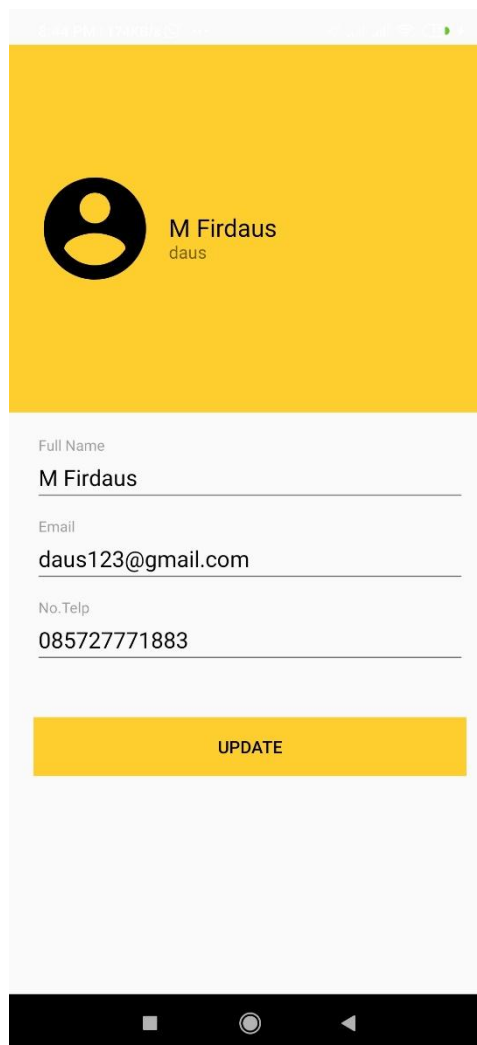 M Firdaus
daus
Full Name
M Firdaus
Email
daus123@gmail.com
No.Telp
085727771883
UPDATE